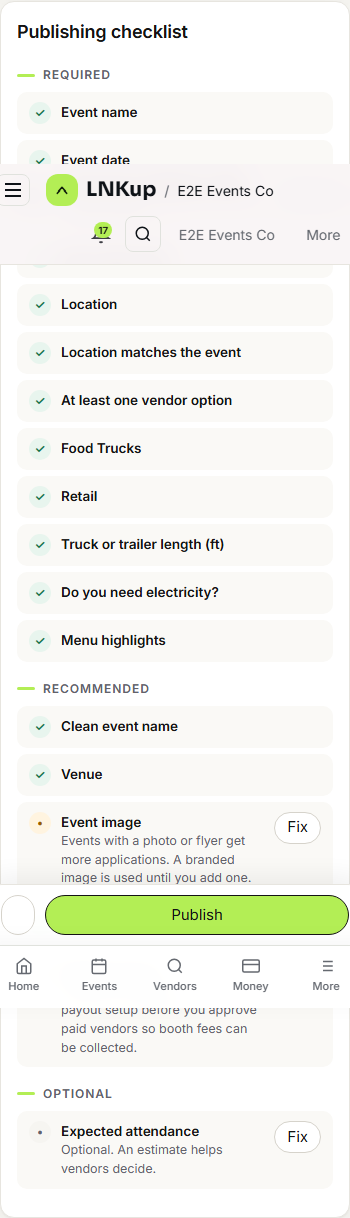 Publishing checklist
REQUIRED
Event name
Event date
LNKup / E2E Events Co
17
E2E Events Co
More
Location
Location matches the event
At least one vendor option
Food Trucks
Retail
Truck or trailer length (ft)
Do you need electricity?
Menu highlights
RECOMMENDED
Clean event name
Venue
Event image
Fix
Events with a photo or flyer get
more applications. A branded
image is used until you add one.
Publish
Home
Events
Vendors
Money
More
payout setup before you approve
paid vendors so booth fees can
be collected.
OPTIONAL
Expected attendance
Fix
Optional. An estimate helps
vendors decide.